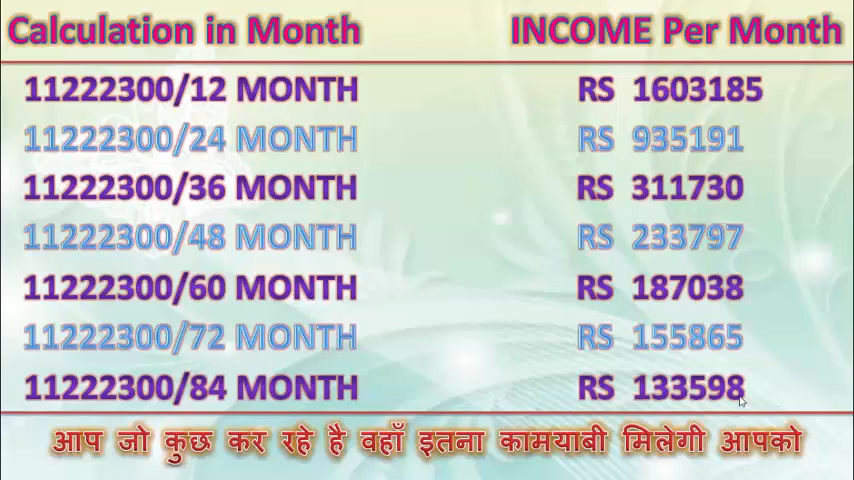 Calculation in Month INCOME Per Month
11222300/12 MONTH RS 1603185
11222300/24 MONTH RS 935191
11222300/36 MONTH RS 311730
11222300/48 MONTH RS 233797
11222300/60 MONTH RS 187038
11222300/72 MONTH RS 155865
11222300/84 MONTH RS 133598
आप जो कुछ कर रहे है वहाँ इतना कामयाबी मिलेगी आपको